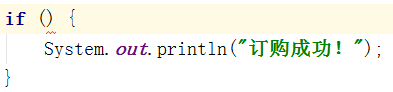 if () {
    System.out.println("订购成功！");
}